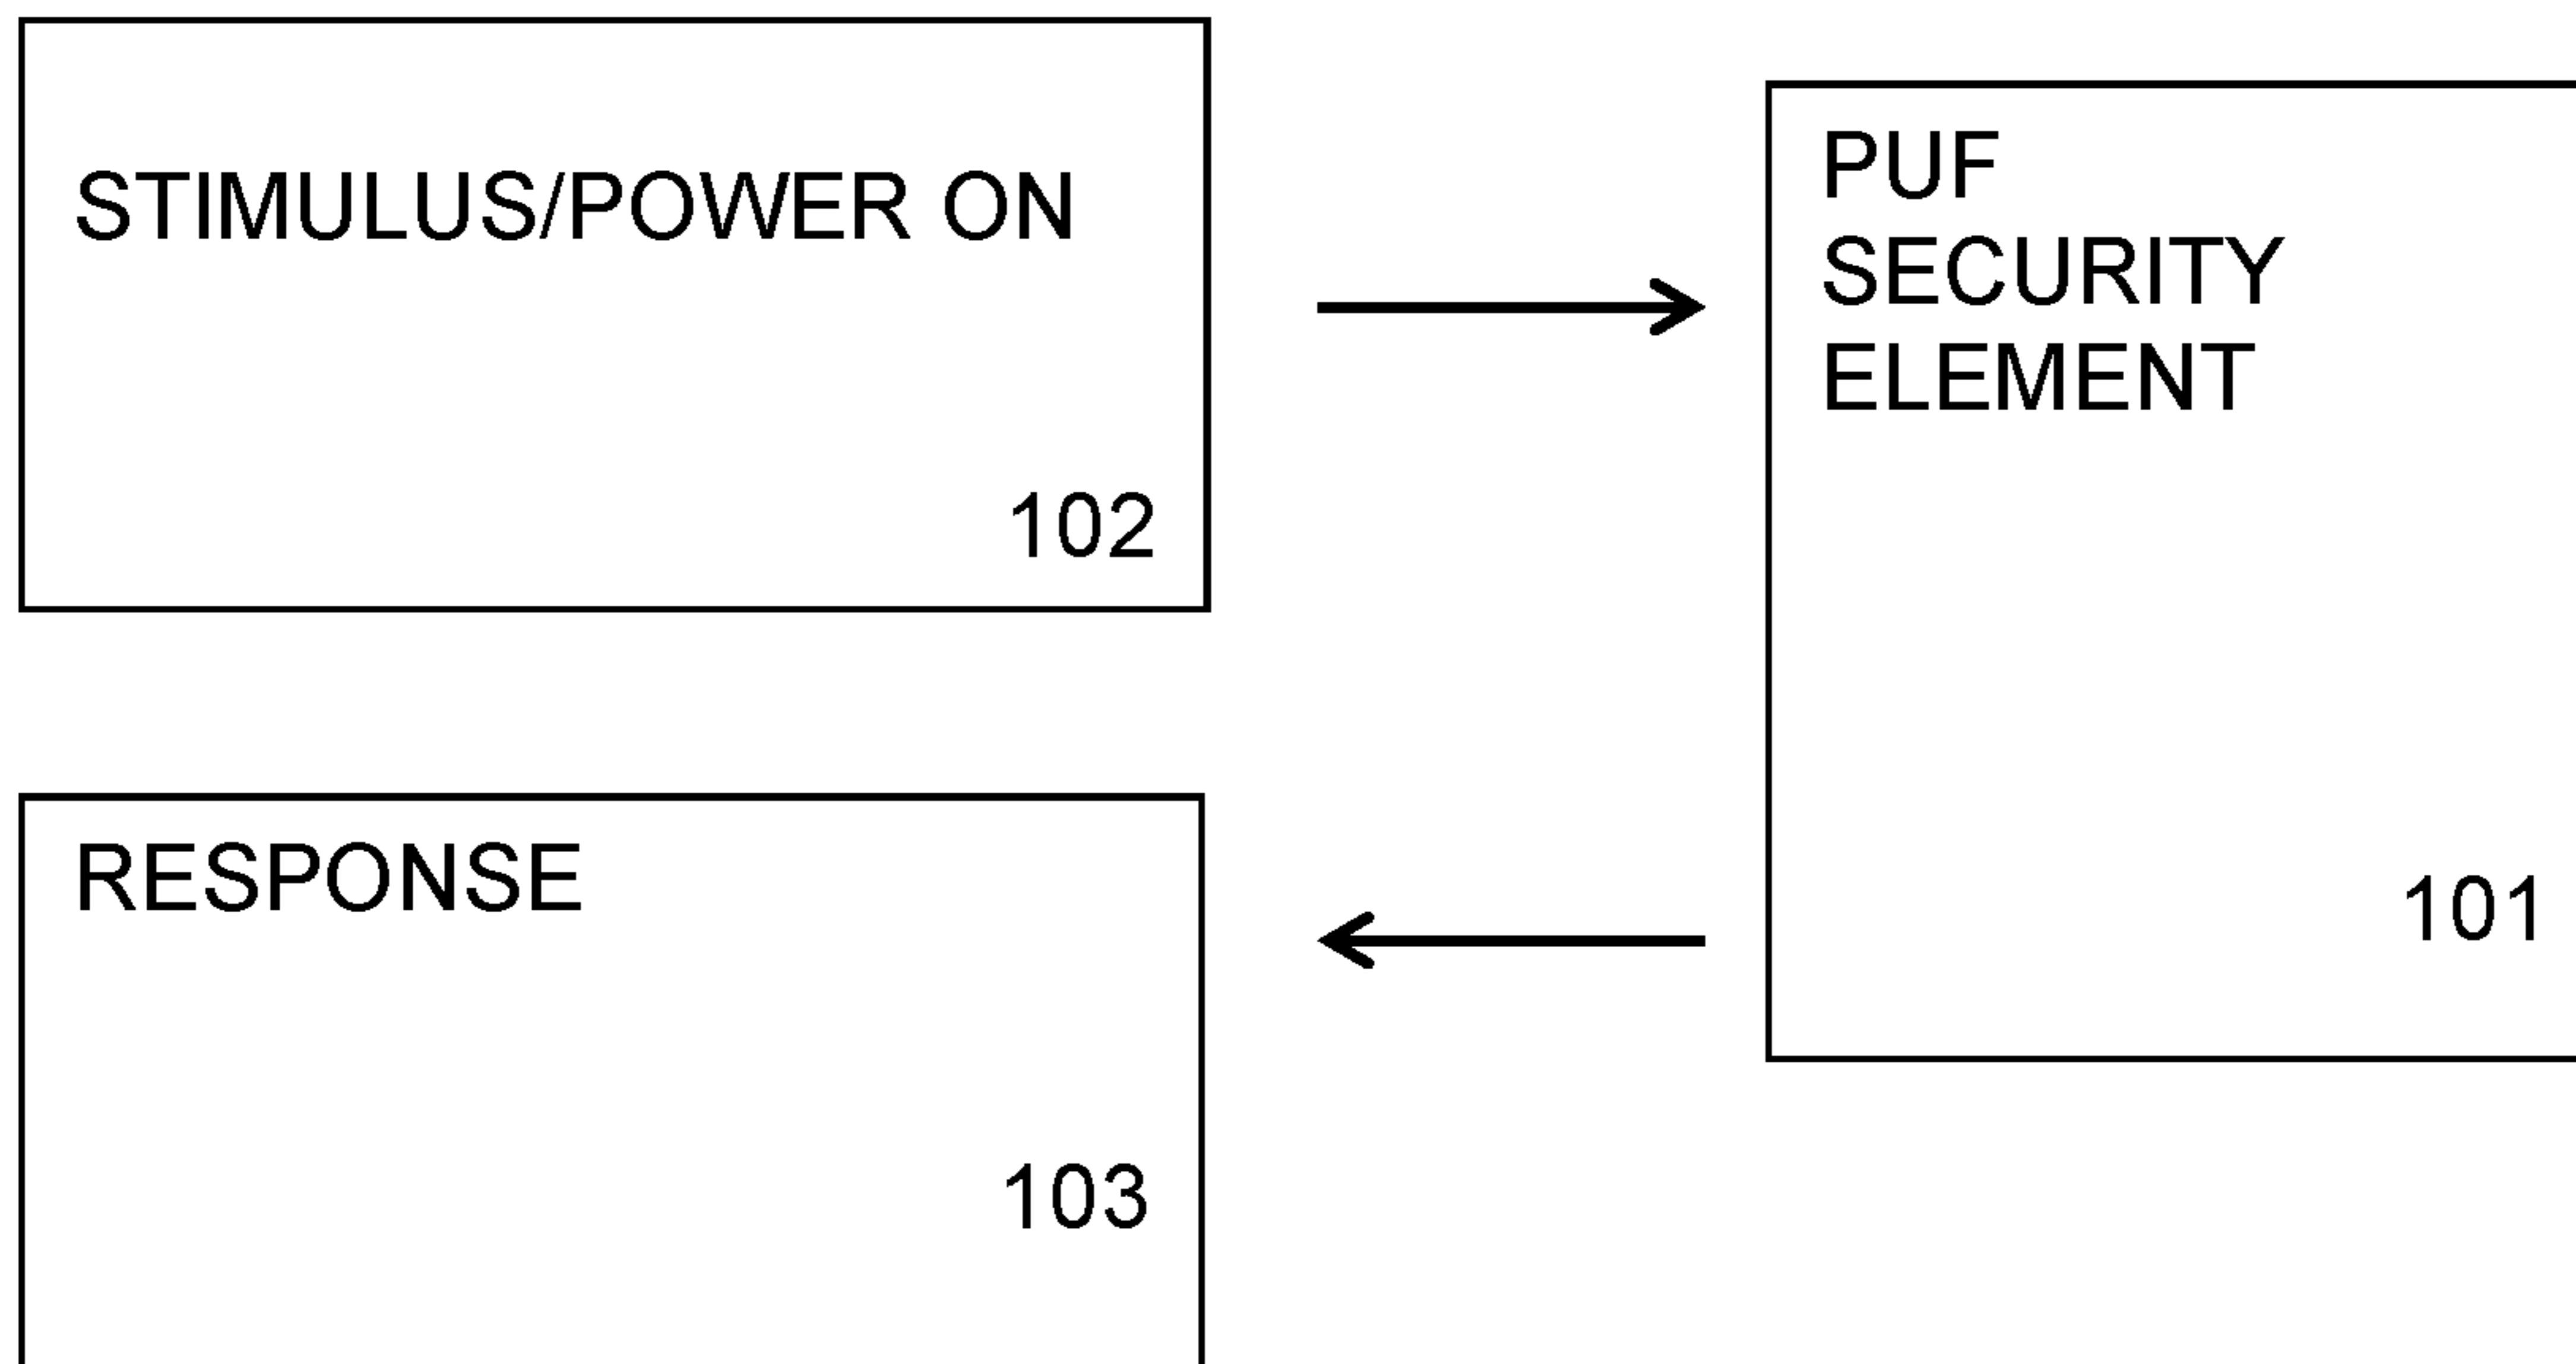 STIMULUS/POWER ON
102
PUF
SECURITY
ELEMENT
101
RESPONSE
103